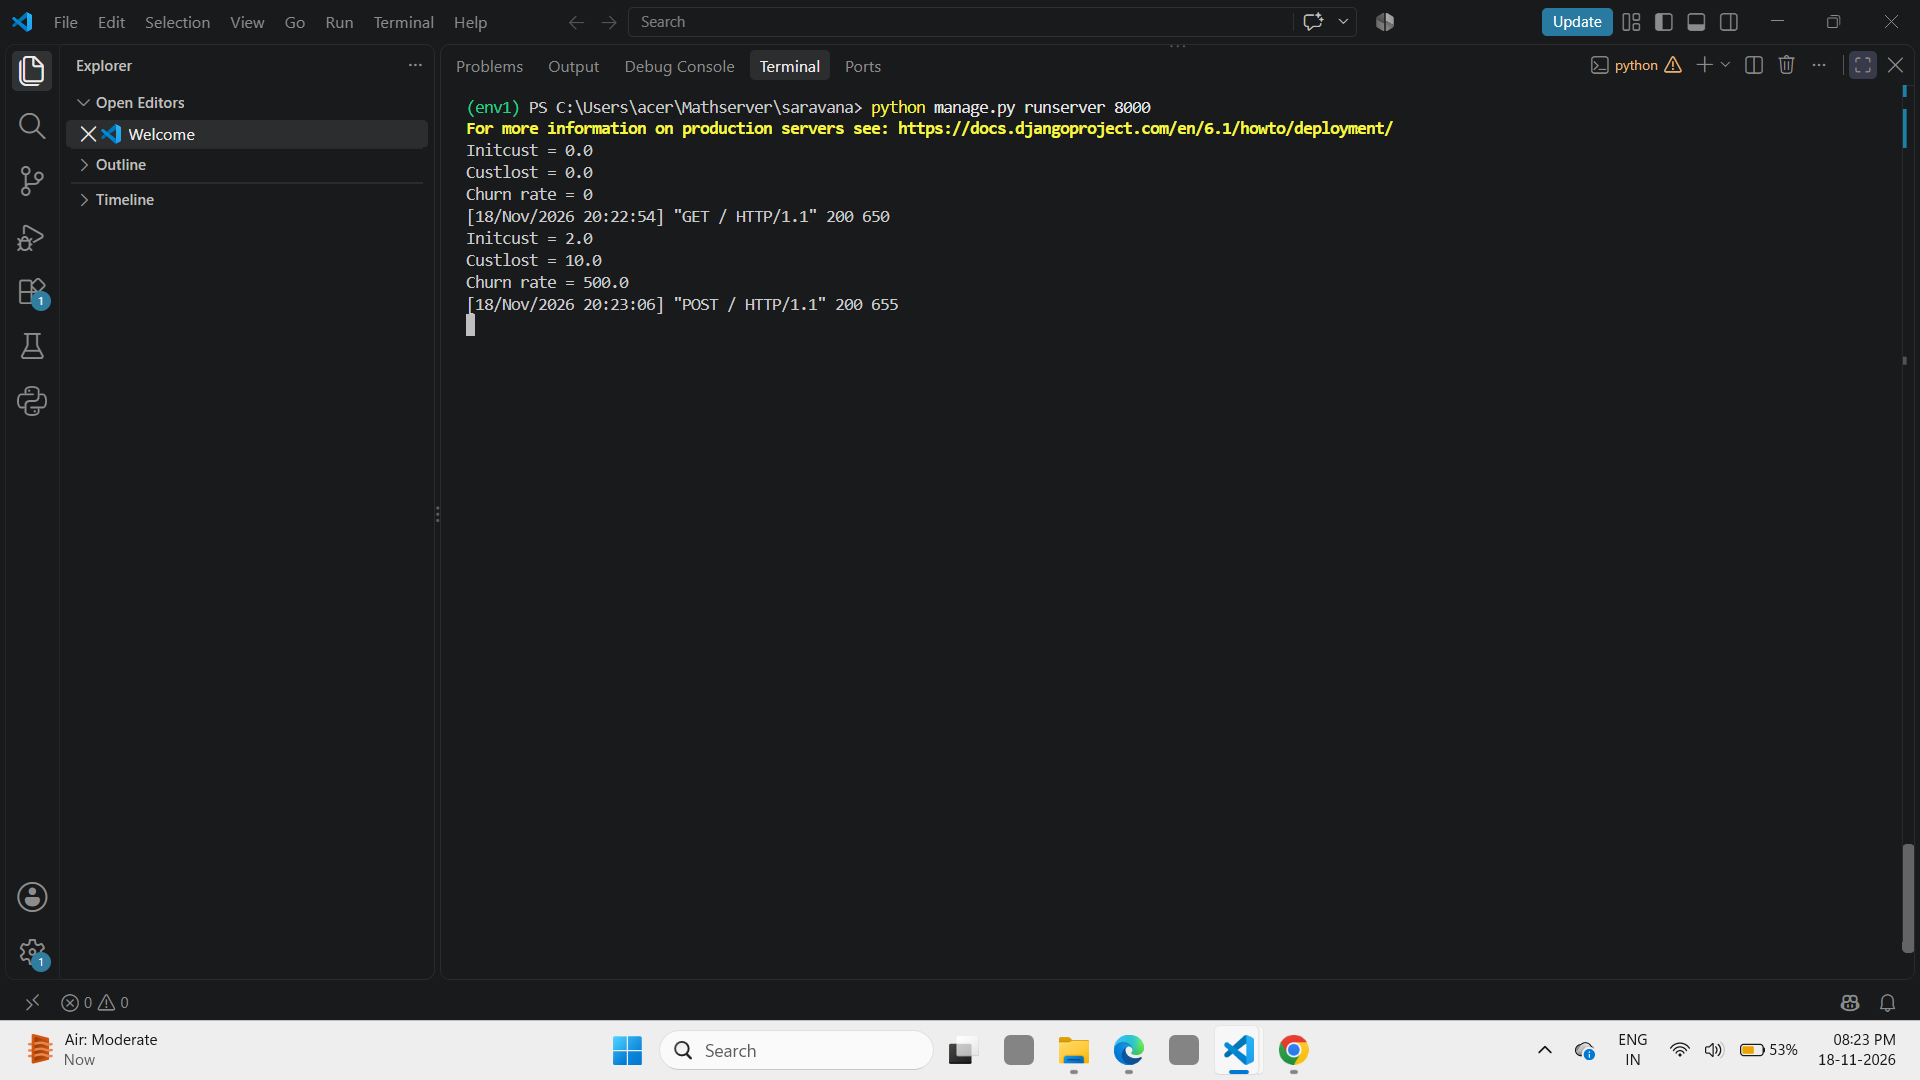 File Edit Selection View Go Run Terminal Help
Search
Update
Explorer
Open Editors
Welcome
Outline
Timeline
Problems Output Debug Console Terminal Ports
python
(env1) PS C:\Users\acer\Mathserver\saravana> python manage.py runserver 8000
For more information on production servers see: https://docs.djangoproject.com/en/6.1/howto/deployment/
Initcust = 0.0
Custlost = 0.0
Churn rate = 0
[18/Nov/2026 20:22:54] "GET / HTTP/1.1" 200 650
Initcust = 2.0
Custlost = 10.0
Churn rate = 500.0
[18/Nov/2026 20:23:06] "POST / HTTP/1.1" 200 655
1
1
0 0
Air: Moderate
Now
Search
ENG
IN
53%
08:23 PM
18-11-2026